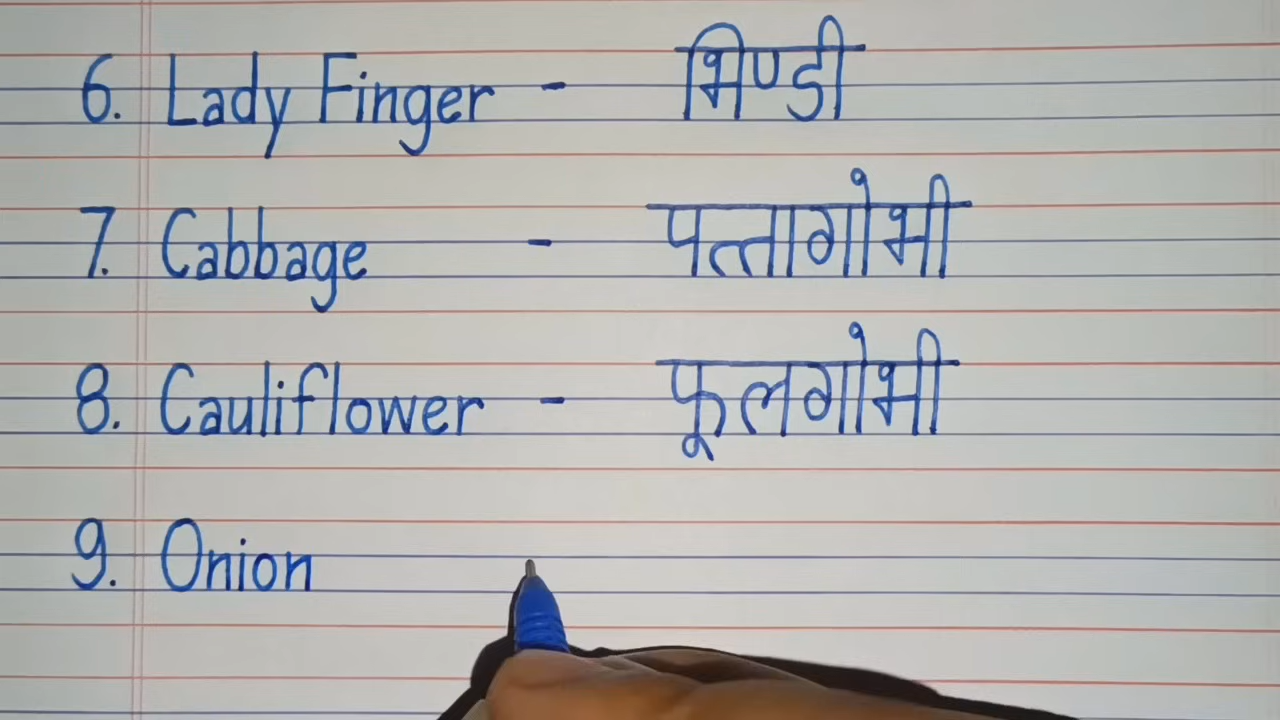 6. Lady Finger - भिण्डी
7. Cabbage - पत्तागोभी
8. Cauliflower - फूलगोभी
9. Onion